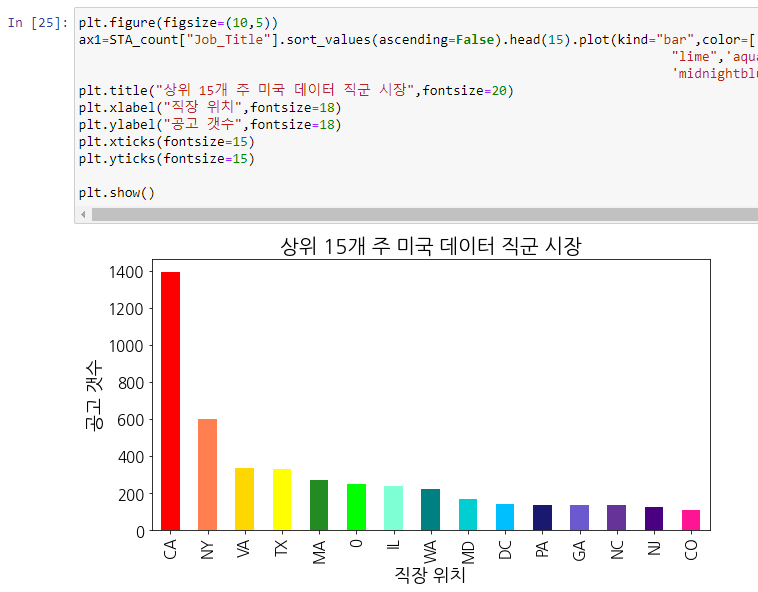 In [25]:
plt.figure(figsize=(10,5))
ax1=STA_count["Job_Title"].sort_values(ascending=False).head(15).plot(kind="bar",color=[
"lime",'aqua
'midnightblu
plt.title("상위 15개 주 미국 데이터 직군 시장",fontsize=20)
plt.xlabel("직장 위치",fontsize=18)
plt.ylabel("공고 갯수",fontsize=18)
plt.xticks(fontsize=15)
plt.yticks(fontsize=15)
plt.show()
상위 15개 주 미국 데이터 직군 시장
1400
1200
1000
800
600
400
200
0
공고 갯수
CA NY VA TX MA 0 IL WA MD DC PA GA NC NJ CO
직장 위치